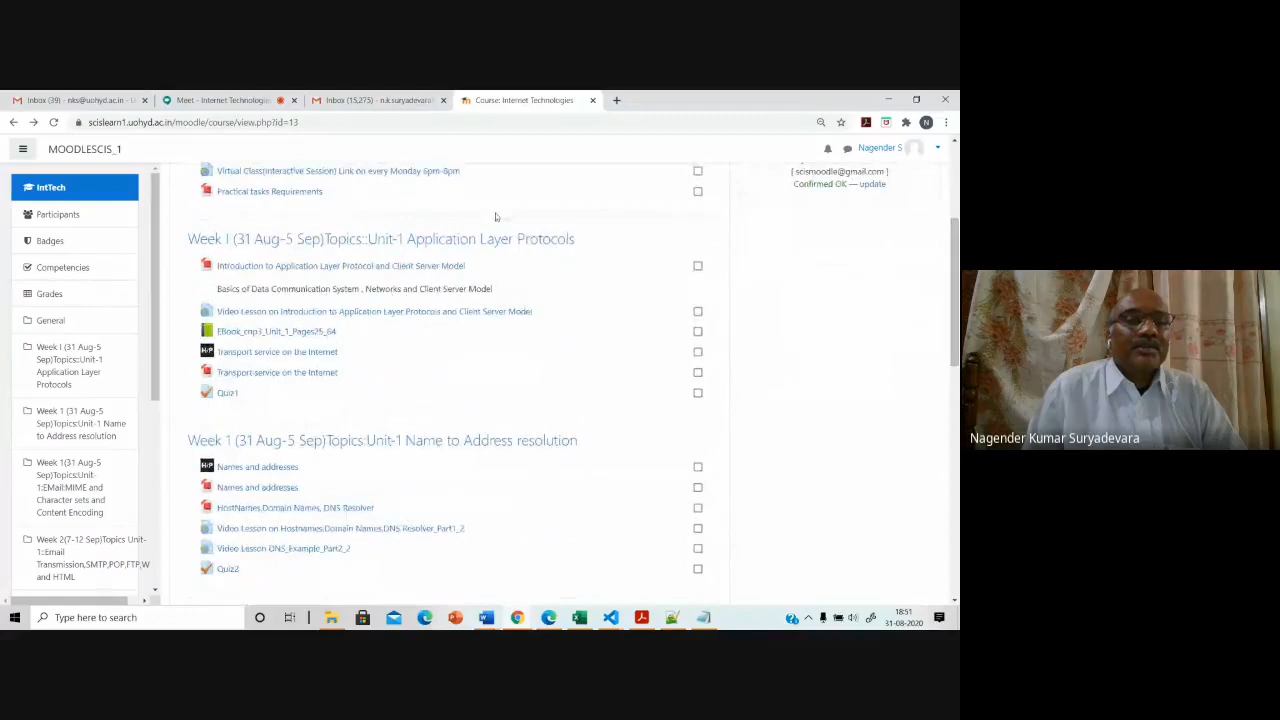 Inbox (39) - nks@uohyd.ac.in - U
Meet - Internet Technologies
Inbox (15,275) - n.k.suryadevara
Course: Internet Technologies
scislearn1.uohyd.ac.in/moodle/course/view.php?id=13
N
MOODLESCIS_1
Nagender S
IntTech
Participants
Badges
Competencies
Grades
General
Week I (31 Aug-5
Sep)Topics::Unit-1
Application Layer
Protocols
Week 1 (31 Aug-5
Sep)Topics:Unit-1 Name
to Address resolution
Week 1(31 Aug-5
Sep)Topics:Unit-
1:EMail:MIME and
Character sets and
Content Encoding
Week 2(7-12 Sep)Topics Unit-
1::Email
Transmission,SMTP,POP,FTP,W
and HTML
Virtual Class(Interactive Session) Link on every Monday 6pm-8pm
Practical tasks Requirements
Week I (31 Aug-5 Sep)Topics::Unit-1 Application Layer Protocols
Introduction to Application Layer Protocol and Client Server Model
Basics of Data Communication System , Networks and Client Server Model
Video Lesson on Introduction to Application Layer Protocols and Client Server Model
EBook_cnp3_Unit_1_Pages25_64
H-P Transport service on the Internet
Transport service on the Internet
Quiz1
Week 1 (31 Aug-5 Sep)Topics:Unit-1 Name to Address resolution
H-P Names and addresses
Names and addresses
HostNames,Domain Names, DNS Resolver
Video Lesson on Hostnames,Domain Names,DNS Resolver_Part1_2
Video Lesson DNS_Example_Part2_2
Quiz2
[ scismoodle@gmail.com ]
Confirmed OK — update
Nagender Kumar Suryadevara
Type here to search
18:51
31-08-2020